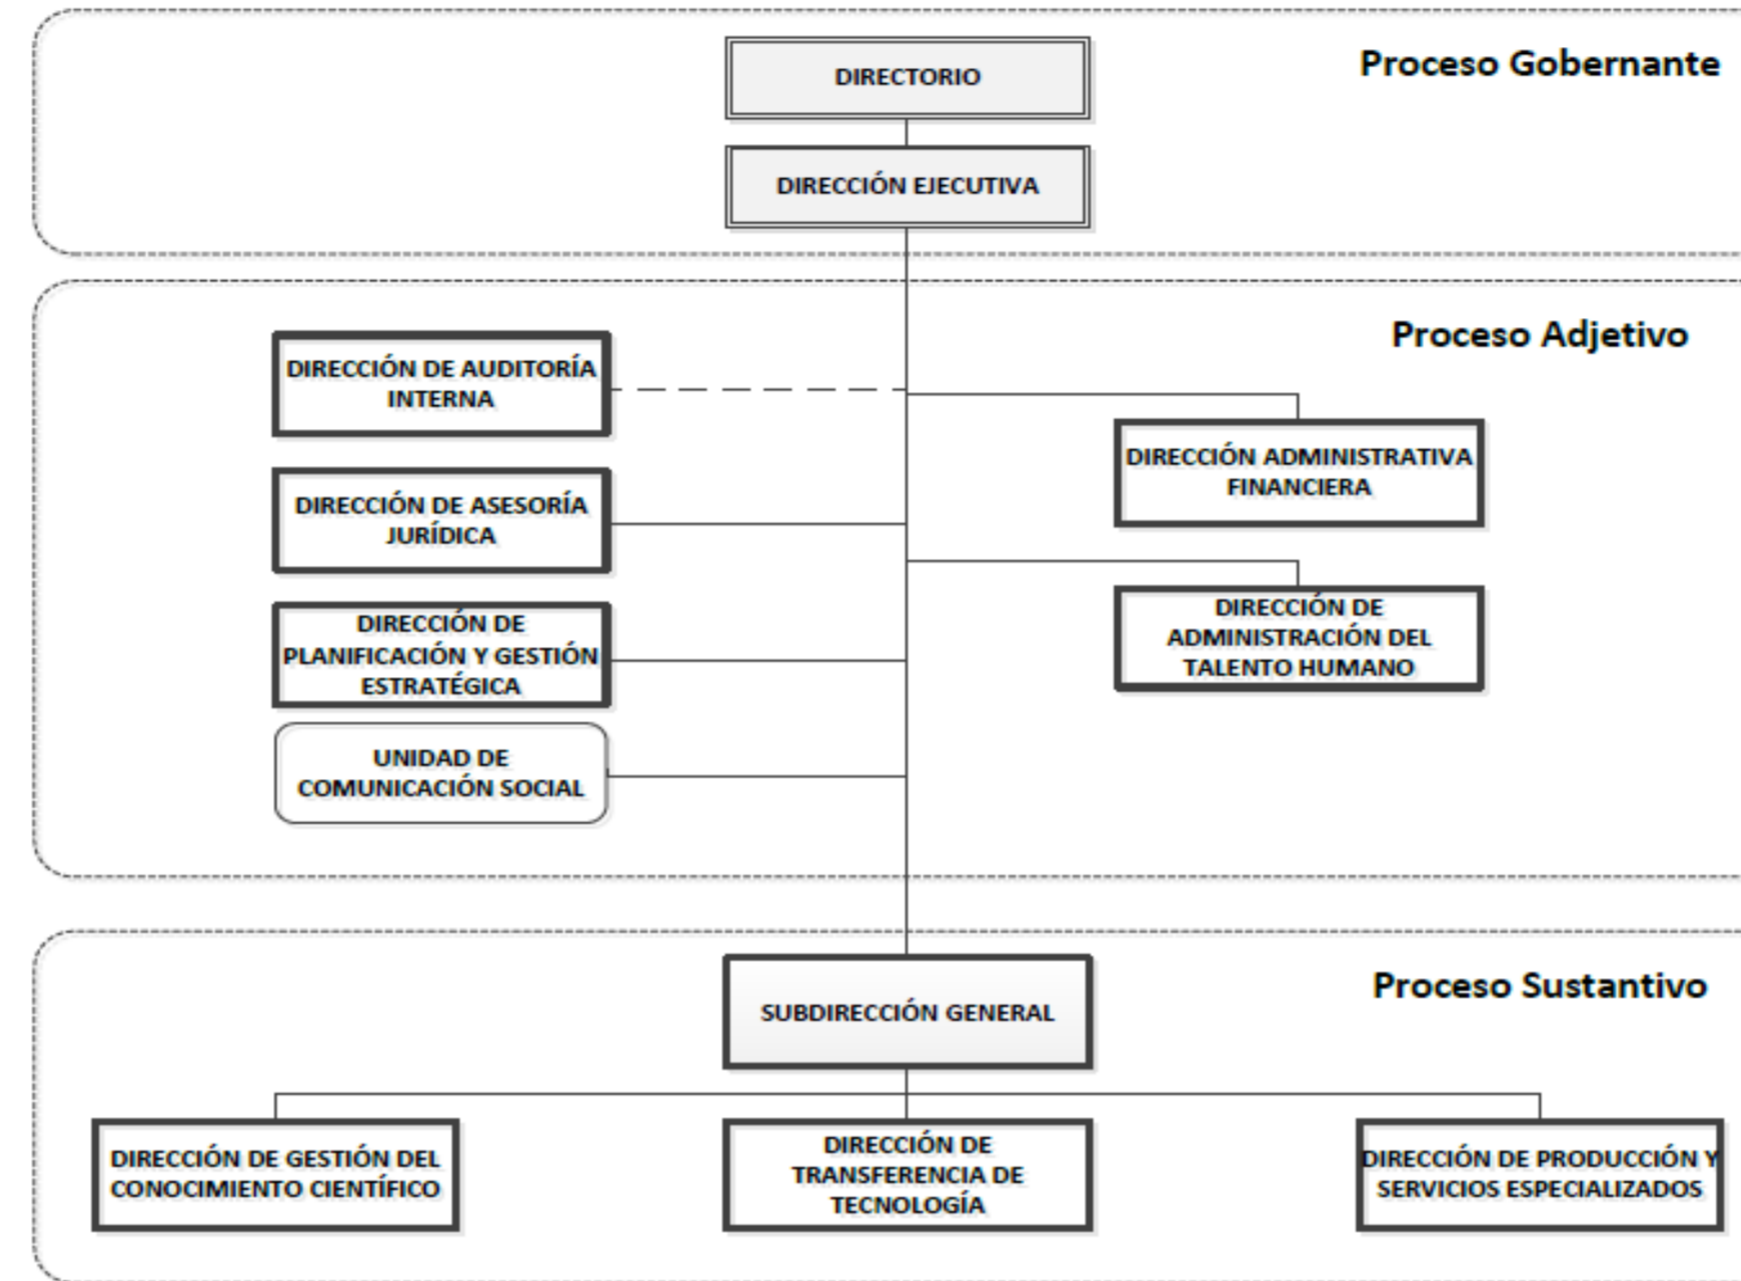 Proceso Gobernante
DIRECTORIO
DIRECCIÓN EJECUTIVA
Proceso Adjetivo
DIRECCIÓN DE AUDITORÍA
INTERNA
DIRECCIÓN ADMINISTRATIVA
FINANCIERA
DIRECCIÓN DE ASESORÍA
JURÍDICA
DIRECCIÓN DE
ADMINISTRACIÓN DEL
TALENTO HUMANO
DIRECCIÓN DE
PLANIFICACIÓN Y GESTIÓN
ESTRATÉGICA
UNIDAD DE
COMUNICACIÓN SOCIAL
Proceso Sustantivo
SUBDIRECCIÓN GENERAL
DIRECCIÓN DE GESTIÓN DEL
CONOCIMIENTO CIENTÍFICO
DIRECCIÓN DE
TRANSFERENCIA DE
TECNOLOGÍA
DIRECCIÓN DE PRODUCCIÓN Y
SERVICIOS ESPECIALIZADOS